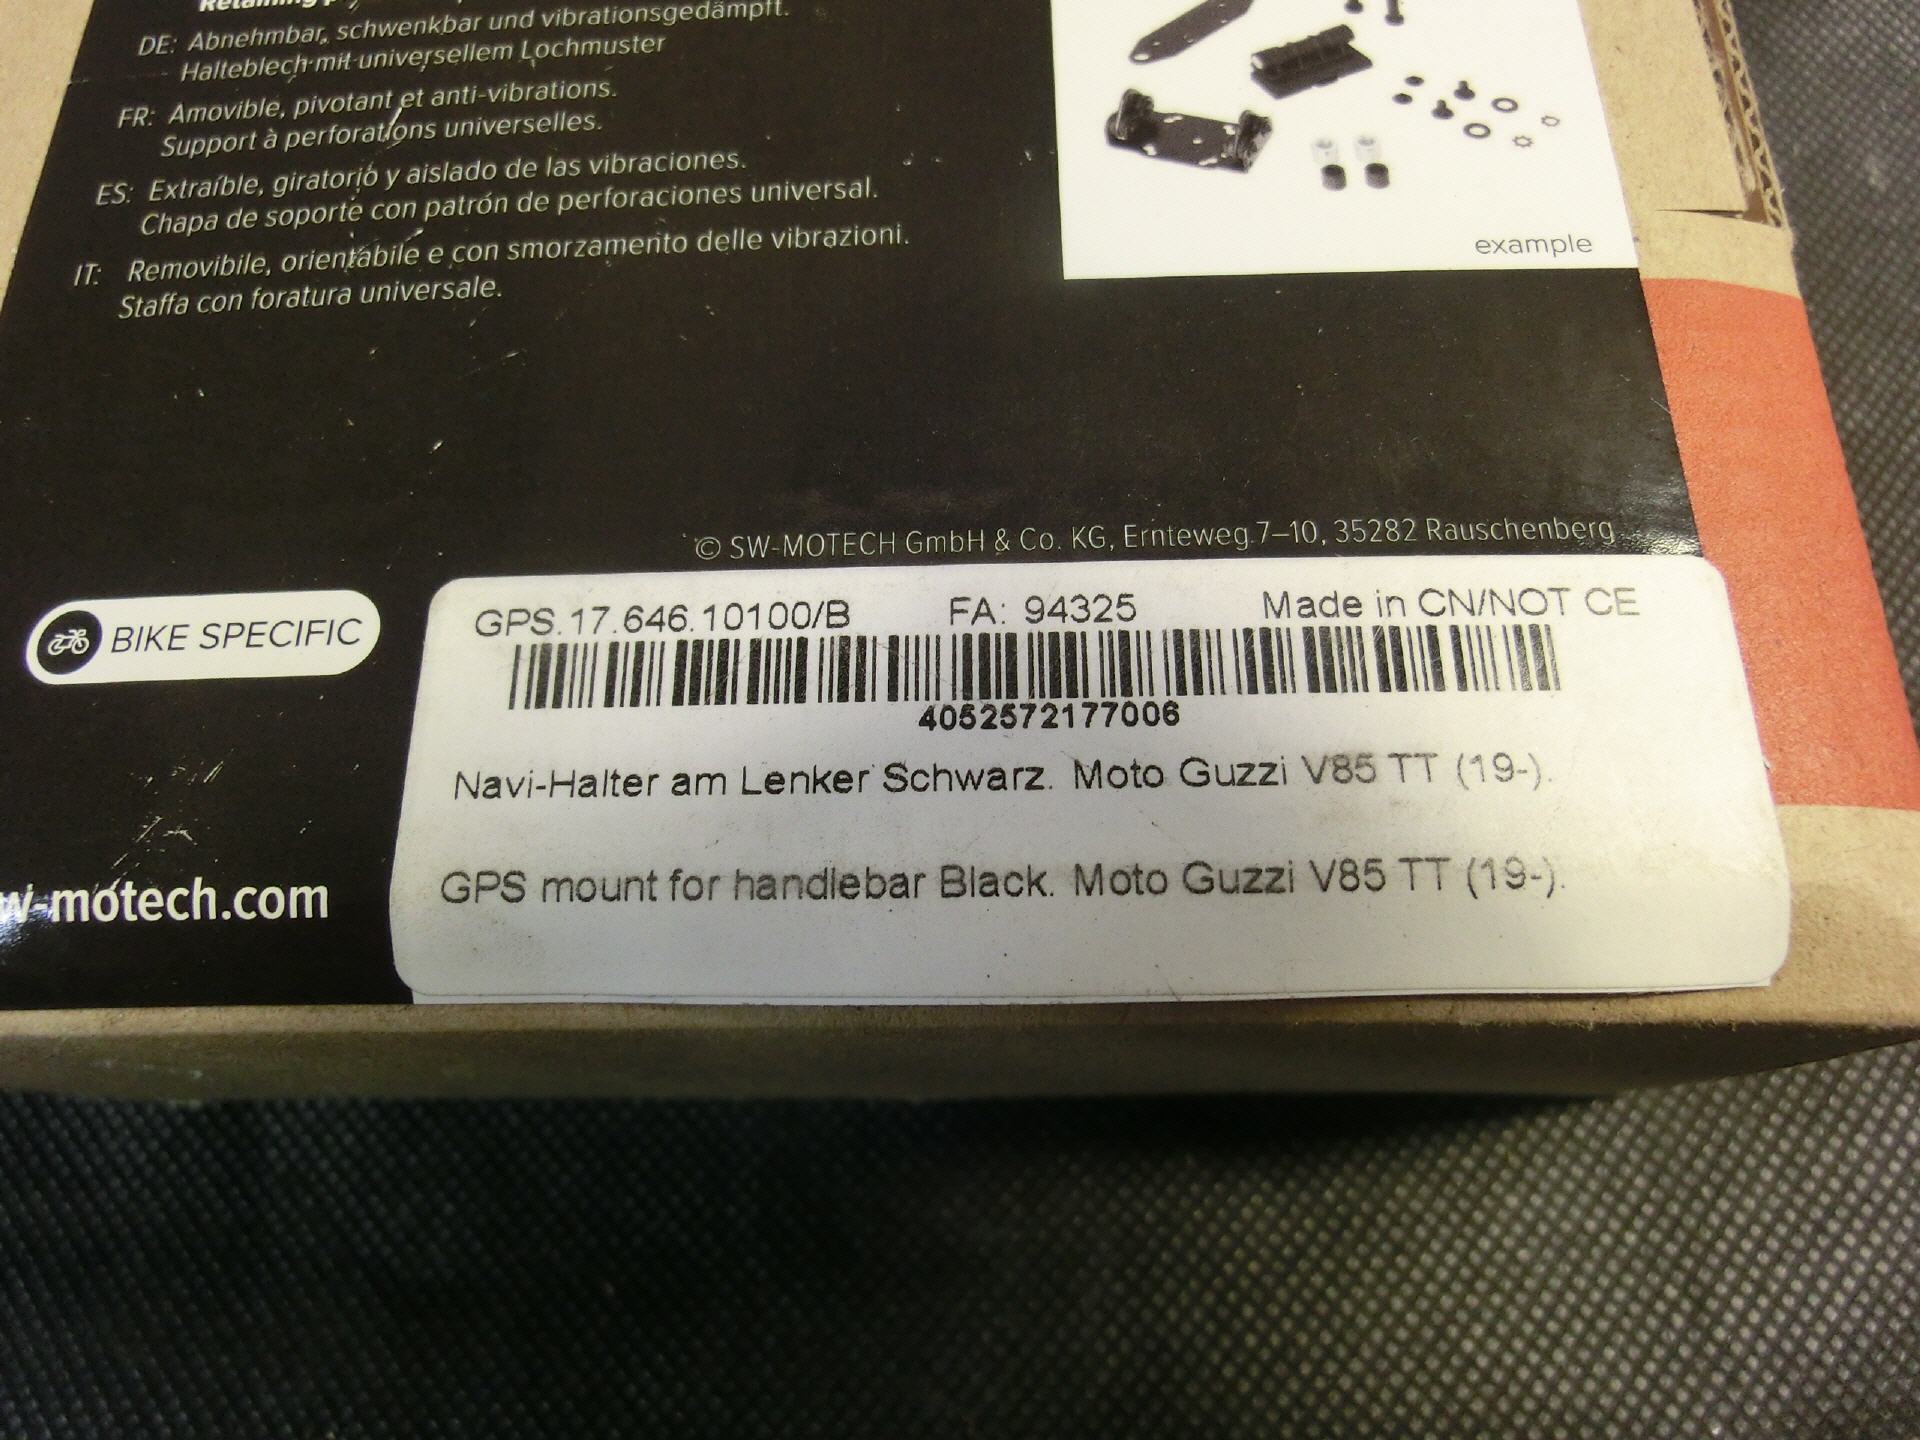 Retaining
DE: Abnehmbar, schwenkbar und vibrationsgedämpft.
Halteblech mit universellem Lochmuster
FR: Amovible, pivotant et anti-vibrations.
Support à perforations universelles.
ES: Extraíble, giratorio y aislado de las vibraciones.
Chapa de soporte con patrón de perforaciones universal.
IT: Removibile, orientabile e con smorzamento delle vibrazioni.
Staffa con foratura universale.
example
© SW-MOTECH GmbH & Co. KG, Ernteweg 7–10, 35282 Rauschenberg
BIKE SPECIFIC
GPS.17.646.10100/B FA: 94325 Made in CN/NOT CE
4052572177006
Navi-Halter am Lenker Schwarz. Moto Guzzi V85 TT (19-).
GPS mount for handlebar Black. Moto Guzzi V85 TT (19-).
w-motech.com